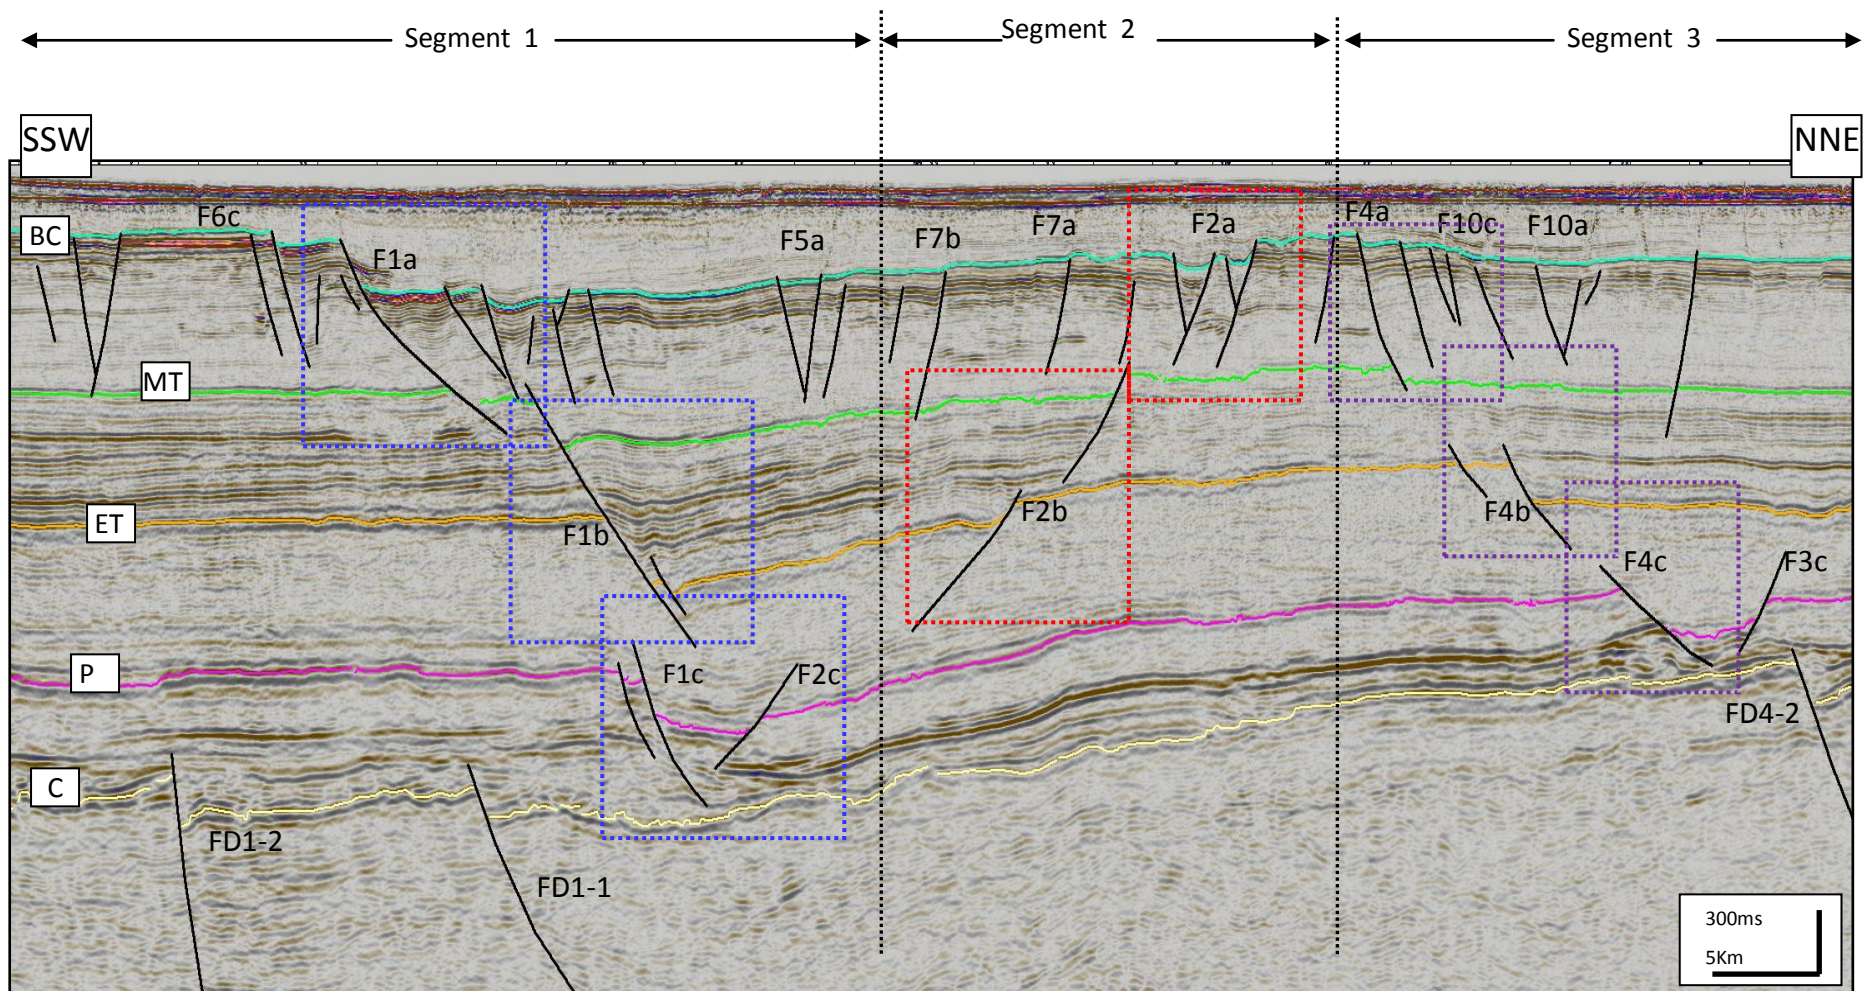 Segment 1
Segment 2
Segment 3
SSW
NNE
BC
F6c
F1a
F5a
F7b
F7a
F2a
F4a
F10c
F10a
MT
ET
F1b
F2b
F4b
F4c
F3c
P
F1c
F2c
C
FD1-2
FD1-1
FD4-2
300ms
5Km